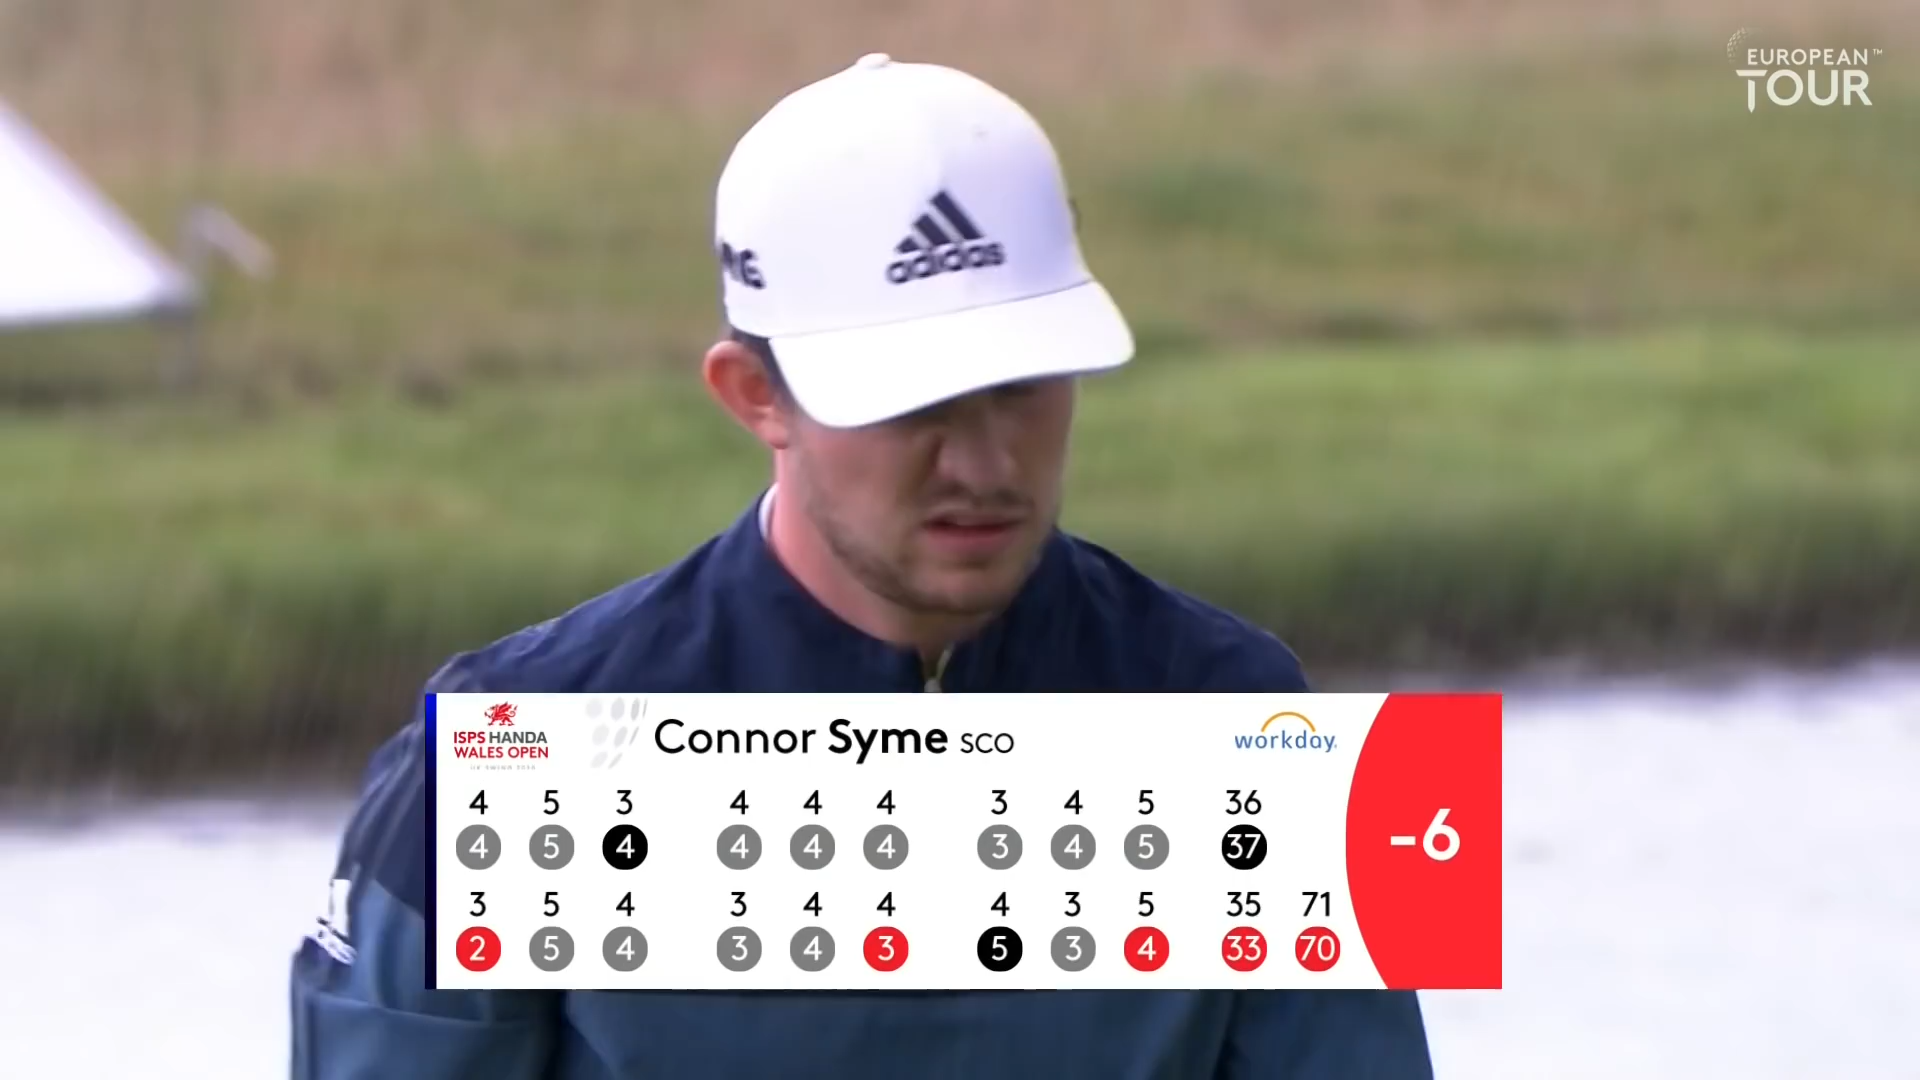 EUROPEAN™
TOUR
adidas
ISPS HANDA
WALES OPEN
Connor Syme SCO
workday.
4 5 3 4 4 4 3 4 5 36
4 5 4 4 4 4 3 4 5 37
-6
3 5 4 3 4 4 4 3 5 35 71
2 5 4 3 4 3 5 3 4 33 70